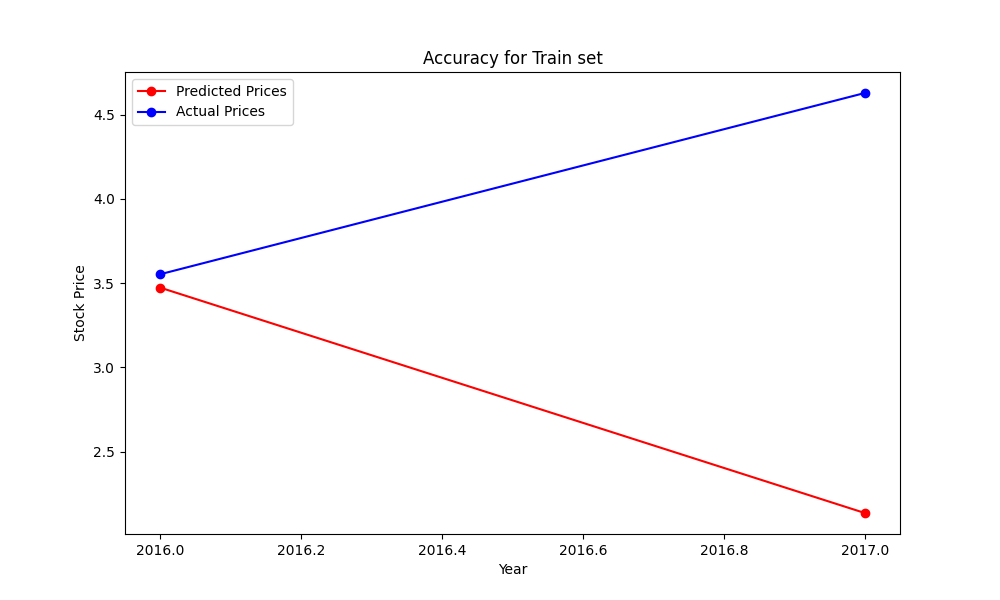 Accuracy for Train set
Predicted Prices
Actual Prices
4.5
4.0
3.5
3.0
2.5
Stock Price
2016.0
2016.2
2016.4
2016.6
2016.8
2017.0
Year